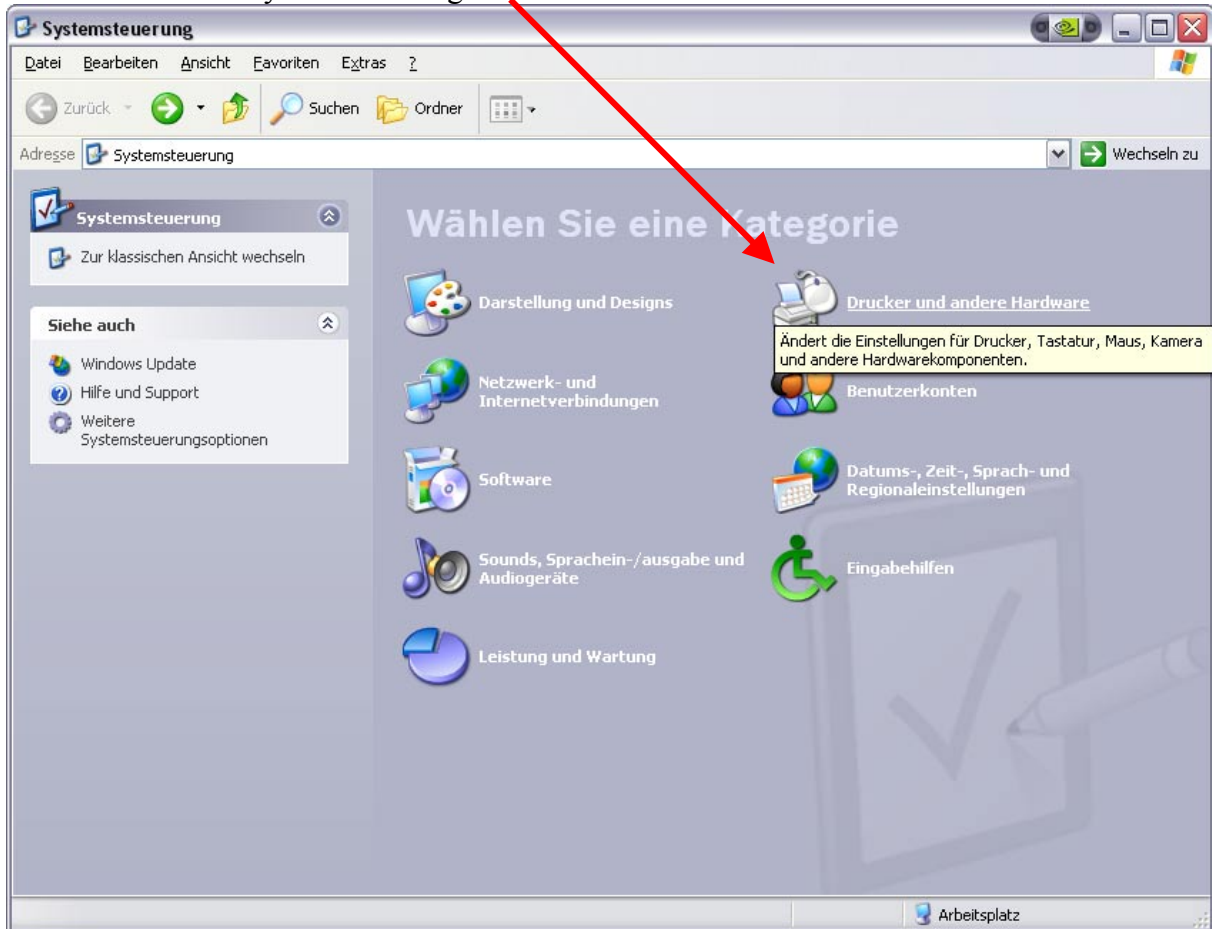 Systemsteuerung
Datei Bearbeiten Ansicht Favoriten Extras ?
Zurück Suchen Ordner
Adresse Systemsteuerung Wechseln zu
Systemsteuerung
Zur klassischen Ansicht wechseln
Siehe auch
Windows Update
Hilfe und Support
Weitere
Systemsteuerungsoptionen
Wählen Sie eine Kategorie
Darstellung und Designs
Drucker und andere Hardware
Ändert die Einstellungen für Drucker, Tastatur, Maus, Kamera
und andere Hardwarekomponenten.
Netzwerk- und
Internetverbindungen
Benutzerkonten
Software
Datums-, Zeit-, Sprach- und
Regionaleinstellungen
Sounds, Sprachein-/ausgabe und
Audiogeräte
Eingabehilfen
Leistung und Wartung
Arbeitsplatz